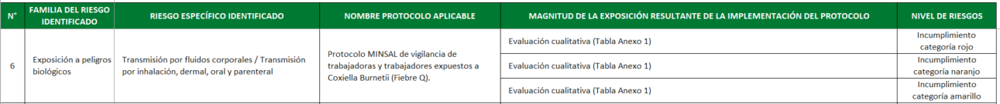 N°
FAMILIA DEL RIESGO
IDENTIFICADO
RIESGO ESPECÍFICO IDENTIFICADO
NOMBRE PROTOCOLO APLICABLE
MAGNITUD DE LA EXPOSICIÓN RESULTANTE DE LA IMPLEMENTACIÓN DEL PROTOCOLO
NIVEL DE RIESGOS
6
Exposición a peligros
biológicos
Transmisión por fluidos corporales / Transmisión
por inhalación, dermal, oral y parenteral
Protocolo MINSAL de vigilancia de
trabajadoras y trabajadores expuestos a
Coxiella Burnetii (Fiebre Q).
Evaluación cualitativa (Tabla Anexo 1)
Incumplimiento
categoría rojo
Evaluación cualitativa (Tabla Anexo 1)
Incumplimiento
categoría naranjo
Evaluación cualitativa (Tabla Anexo 1)
Incumplimiento
categoría amarillo